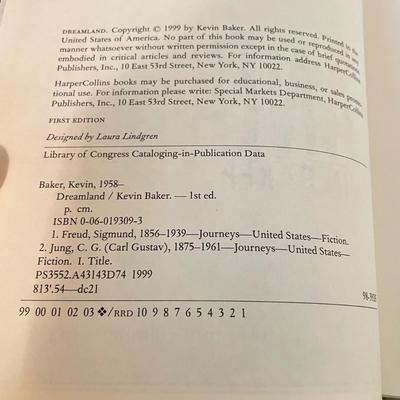 DREAMLAND. Copyright © 1999 by Kevin Baker. All rights reserved. Printed in the
United States of America. No part of this book may be used or reproduced in any
manner whatsoever without written permission except in the case of brief quotations
embodied in critical articles and reviews. For information address HarperCollins
Publishers, Inc., 10 East 53rd Street, New York, NY 10022.
HarperCollins books may be purchased for educational, business, or sales promo-
tional use. For information please write: Special Markets Department, HarperCollins
Publishers, Inc., 10 East 53rd Street, New York, NY 10022.
FIRST EDITION
Designed by Laura Lindgren
Library of Congress Cataloging-in-Publication Data
Baker, Kevin, 1958–
Dreamland / Kevin Baker. — 1st ed.
p. cm.
ISBN 0-06-019309-3
1. Freud, Sigmund, 1856–1939—Journeys—United States—Fiction.
2. Jung, C. G. (Carl Gustav), 1875–1961—Journeys—United States—
Fiction. I. Title.
PS3552.A43143D74 1999
813'.54—dc21
99 00 01 02 03 ❖/RRD 10 9 8 7 6 5 4 3 2 1